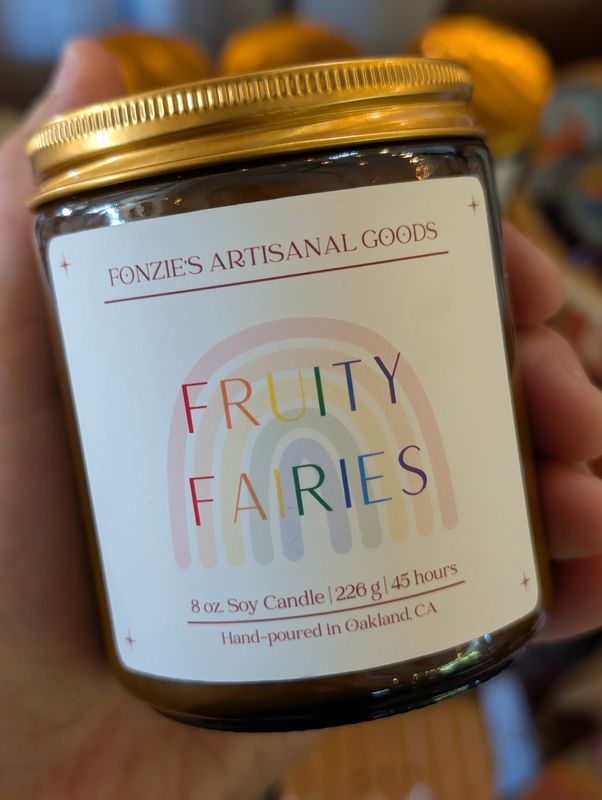 FONZIE'S ARTISANAL GOODS
FRUITY
FAIRIES
8 oz. Soy Candle | 226 g | 45 hours
Hand-poured in Oakland, CA